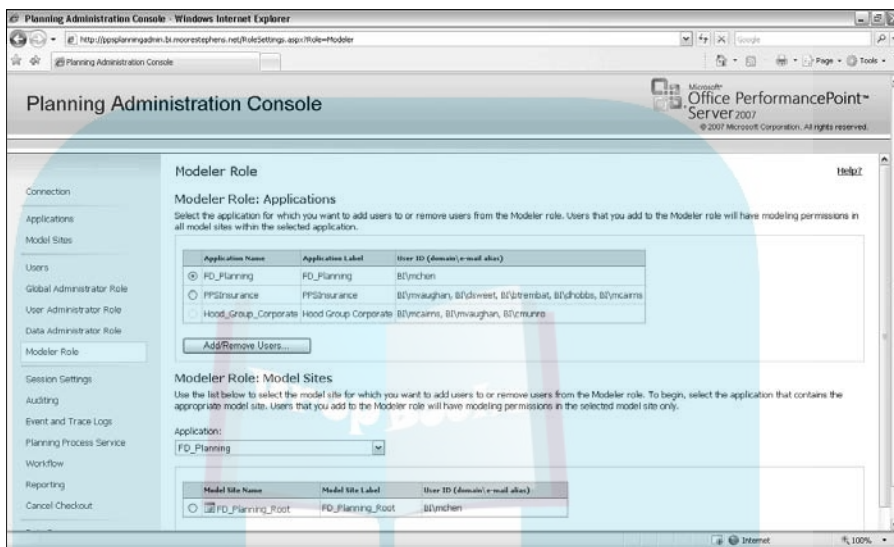 Planning Administration Console - Windows Internet Explorer
http://ppsplanningadmin.bi.moorestephens.net/RoleSettings.aspx?Role=Modeler
Google
Planning Administration Console
Page
Tools
Planning Administration Console
Microsoft®
Office PerformancePoint™
Server 2007
© 2007 Microsoft Corporation. All rights reserved.
Connection
Applications
Model Sites
Users
Global Administrator Role
User Administrator Role
Data Administrator Role
Modeler Role
Session Settings
Auditing
Event and Trace Logs
Planning Process Service
Workflow
Reporting
Cancel Checkout
Modeler Role
Help?
Modeler Role: Applications
Select the application for which you want to add users to or remove users from the Modeler role. Users that you add to the Modeler role will have modeling permissions in
all model sites within the selected application.
Application Name Application Label User ID (domain\e-mail alias)
FD_Planning FD_Planning BI\mchen
PPSInsurance PPSInsurance BI\mvaughan, BI\dsweet, BI\btrembat, BI\dhobbs, BI\mcairns
Hood_Group_Corporate Hood Group Corporate BI\mcairns, BI\mvaughan, BI\cmunro
Add/Remove Users...
Modeler Role: Model Sites
Use the list below to select the model site for which you want to add users to or remove users from the Modeler role. To begin, select the application that contains the
appropriate model site. Users that you add to the Modeler role will have modeling permissions in the selected model site only.
Application:
FD_Planning
Model Site Name Model Site Label User ID (domain\e-mail alias)
FD_Planning_Root FD_Planning_Root BI\mchen
Internet
100%